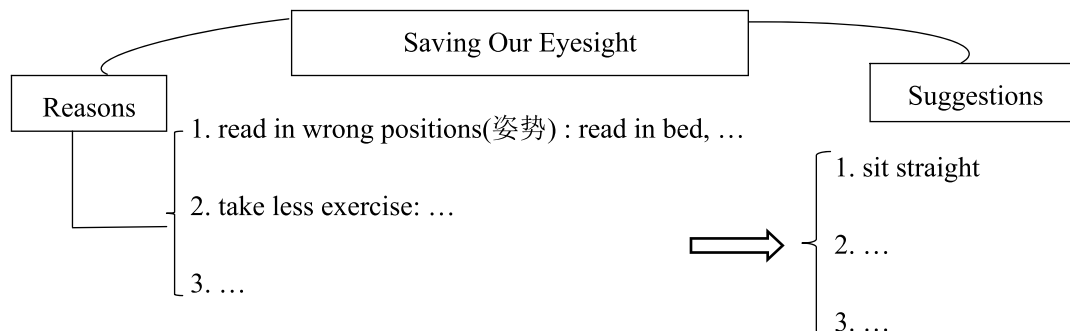 Saving Our Eyesight
Reasons
Suggestions
1. read in wrong positions(姿势) : read in bed, …
2. take less exercise: …
3. …
1. sit straight
2. …
3. …